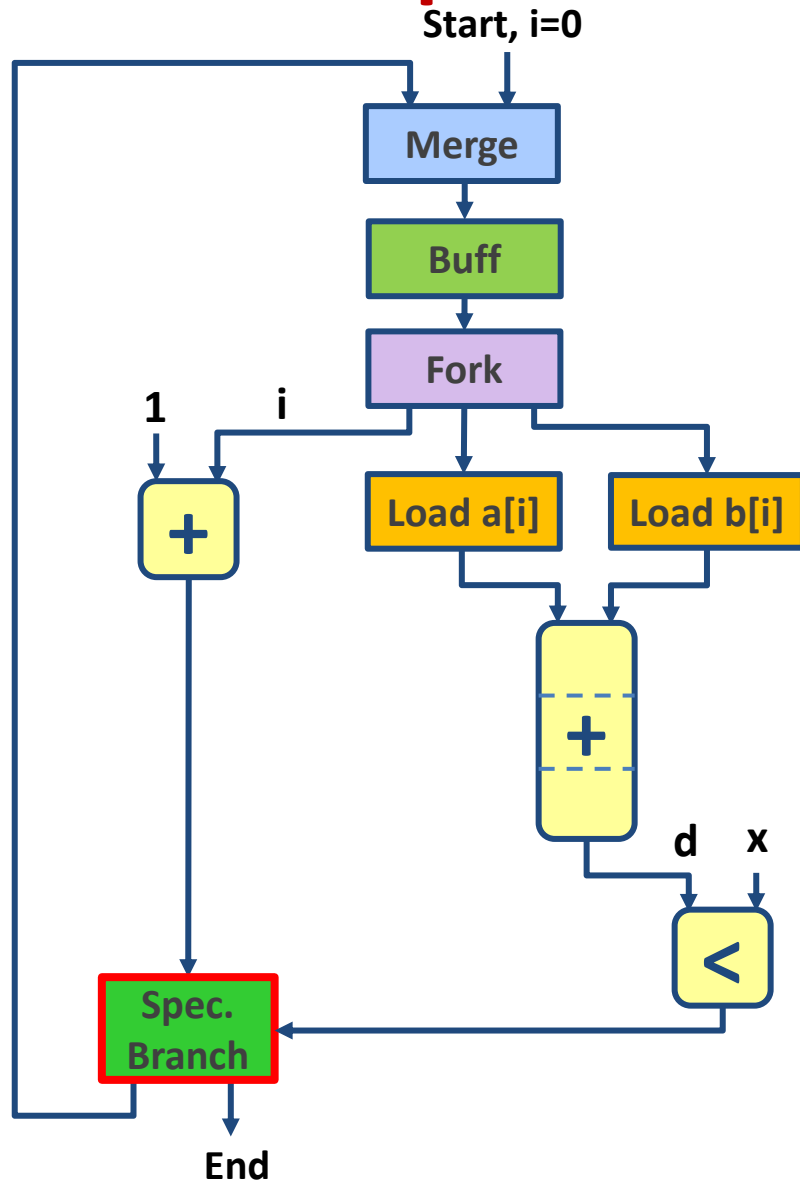 Start, i=0
Merge
Buff
Fork
1
i
Load a[i]
Load b[i]
+
+
d
x
<
Spec.
Branch
End